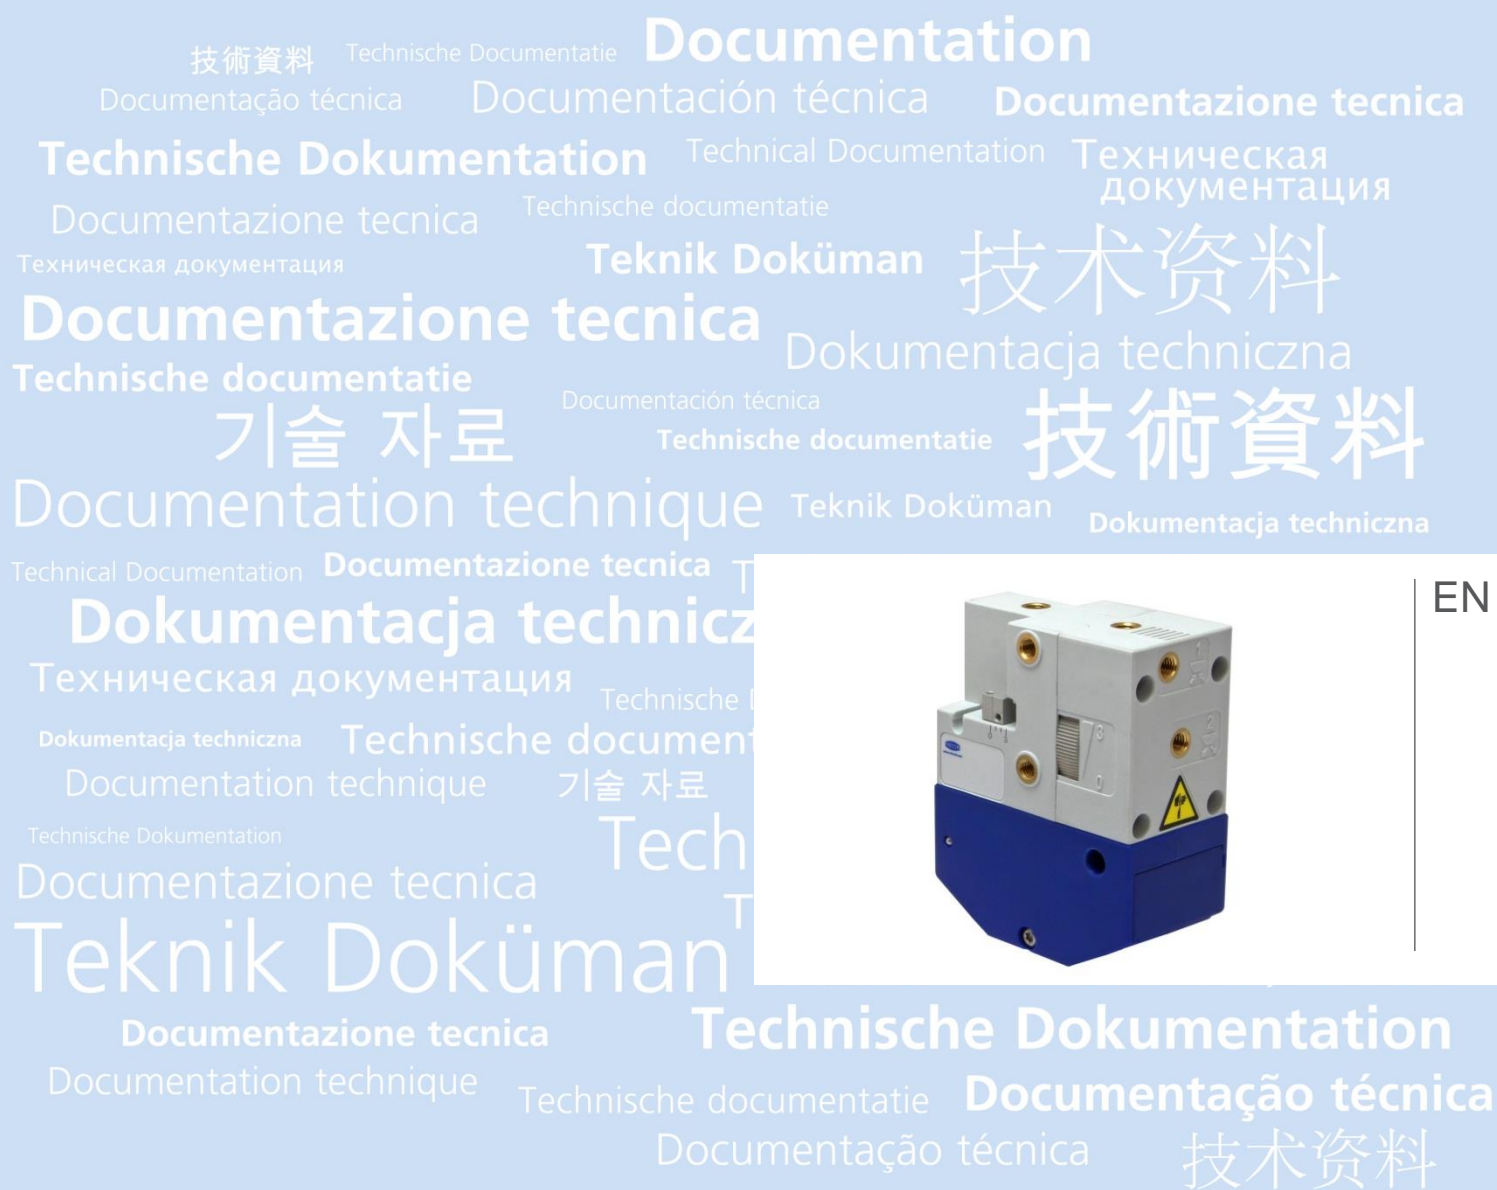 Documentation
技術資料 Technische Documentatie
Documentação técnica Documentación técnica Documentazione tecnica
Technische Dokumentation Technical Documentation Техническая
документация
Documentazione tecnica Technische documentatie
Техническая документация Teknik Doküman 技术资料
Documentazione tecnica
Dokumentacja techniczna
Technische documentatie
기술 자료 Documentación técnica 技術資料
Technische documentatie
Documentation technique Teknik Doküman Dokumentacja techniczna
Technical Documentation Documentazione tecnica T
EN
Dokumentacja technicz
Техническая документация Technische
Dokumentacja techniczna Technische document
Documentation technique 기술 자료
Technische Dokumentation Tech
Documentazione tecnica
Teknik Doküman T
3
0
1
2
Documentazione tecnica Technische Dokumentation
Documentation technique Technische documentatie Documentação técnica
Documentação técnica 技术资料